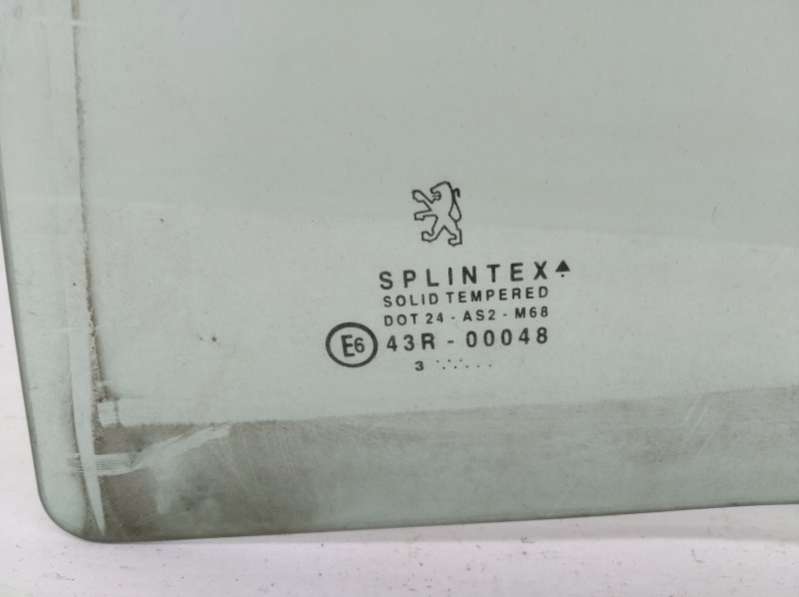 SPLINTEX
SOLID TEMPERED
DOT 24 - AS2 - M68
E6 43R - 00048
3 .......